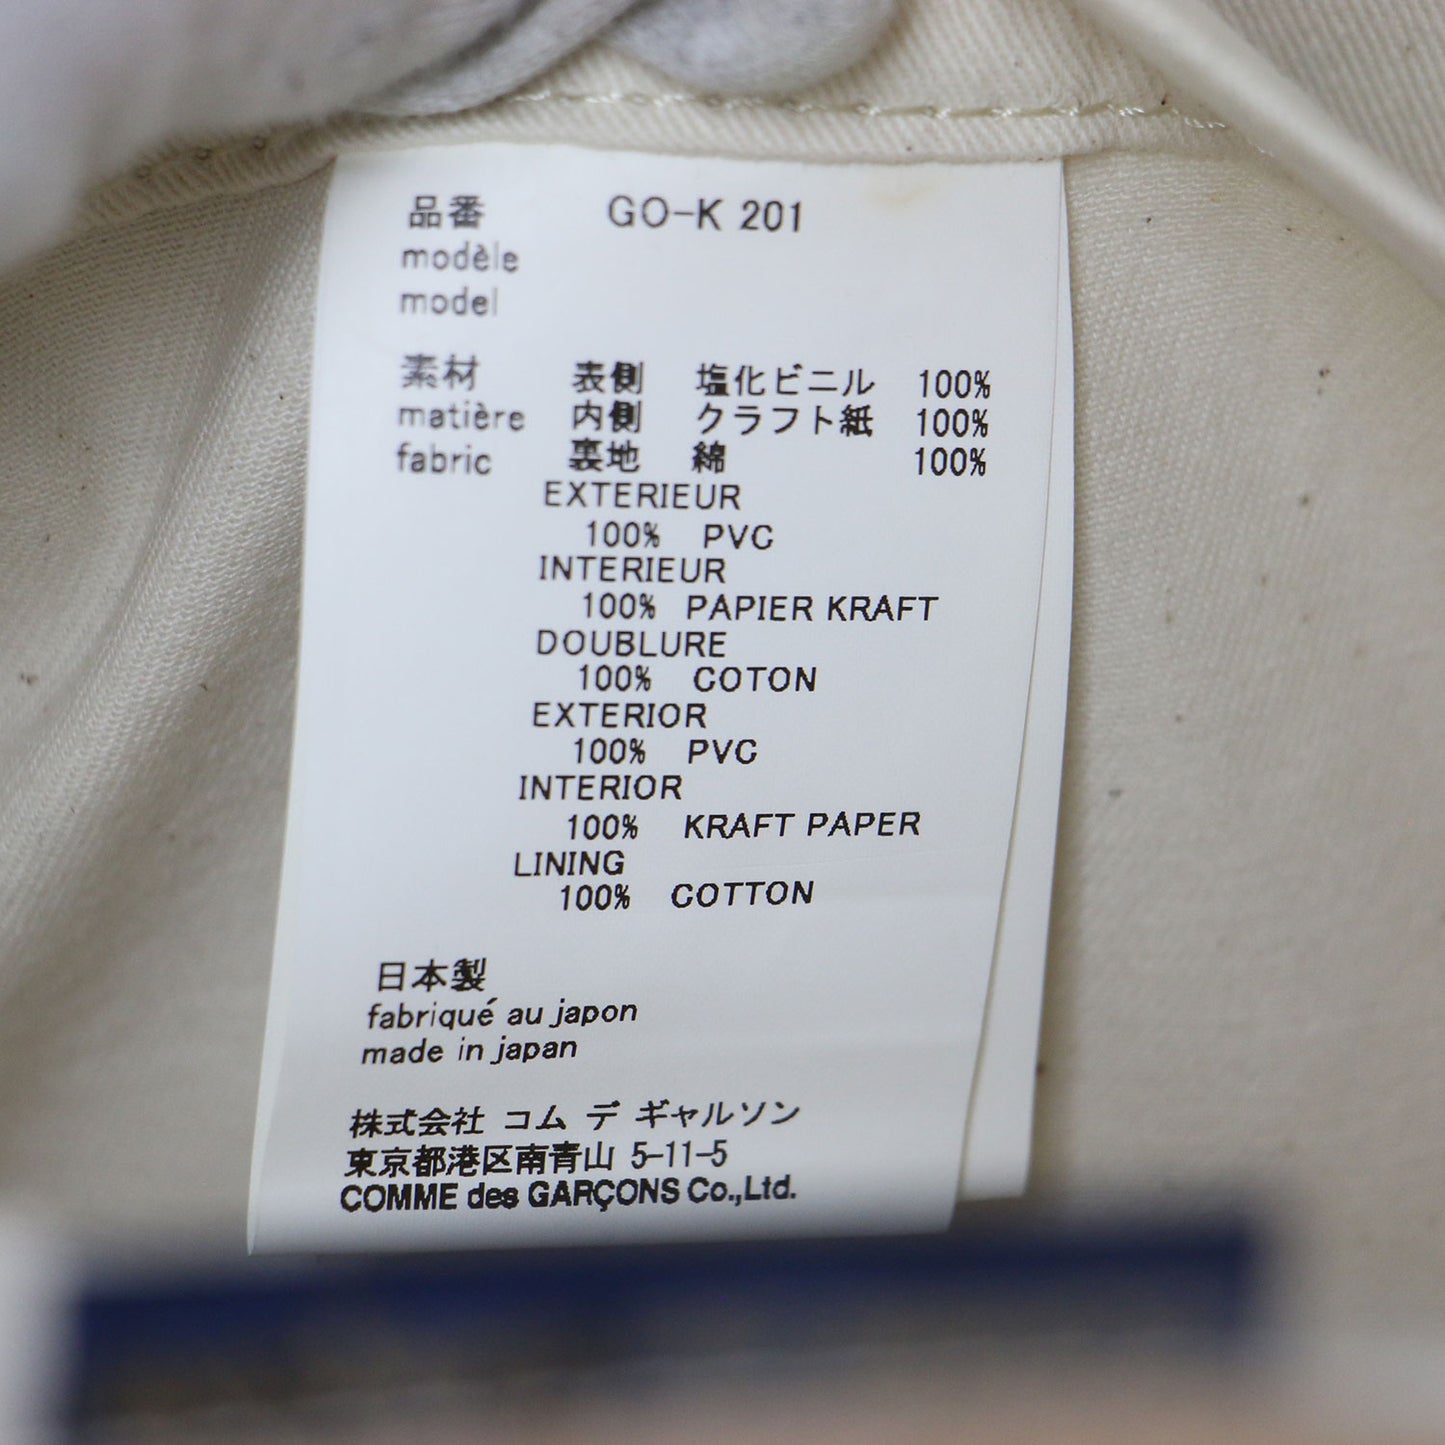 品番 GO-K 201
modèle
model
素材 表側 塩化ビニル 100%
matière 内側 クラフト紙 100%
fabric 裏地 綿 100%
EXTERIEUR
100% PVC
INTERIEUR
100% PAPIER KRAFT
DOUBLURE
100% COTON
EXTERIOR
100% PVC
INTERIOR
100% KRAFT PAPER
LINING
100% COTTON
日本製
fabriqué au japon
made in japan
株式会社 コム デ ギャルソン
東京都港区南青山 5-11-5
COMME des GARÇONS Co.,Ltd.